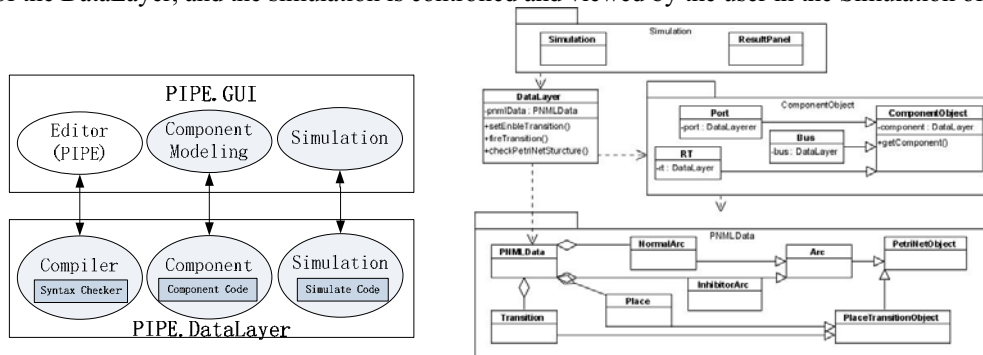 of the DataLayer, and the simulation is controlled and viewed by the user in the Simulation of
PIPE.GUI
Editor
(PIPE)
Component
Modeling
Simulation
Compiler
Syntax Checker
Component
Component Code
Simulation
Simulate Code
PIPE.DataLayer
Simulation
Simulation
ResultPanel
DataLayer
-pnmlData : PNMLData
+setEnbleTransition()
+fireTransition()
+checkPetriNetSturcture()
ComponentObject
Port
-port : DataLayerer
Bus
-bus : DataLayer
RT
-rt : DataLayer
ComponentObject
-component : DataLayer
+getComponent()
PNMLData
PNMLData
NormalArc
Arc
PetriNetObject
InhibitorArc
Place
Transition
PlaceTransitionObject